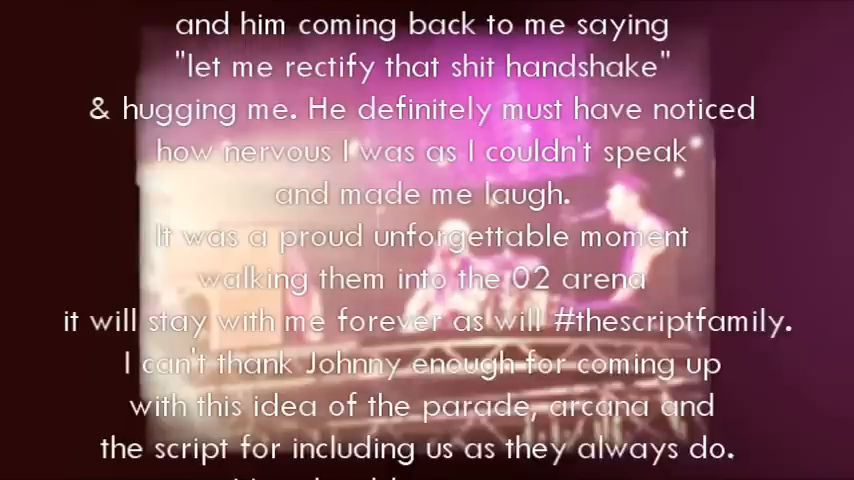 and him coming back to me saying
"let me rectify that shit handshake"
& hugging me. He definitely must have noticed
how nervous I was as I couldn't speak
and made me laugh.
It was a proud unforgettable moment
walking them into the 02 arena
it will stay with me forever as will #thescriptfamily.
I can't thank Johnny enough for coming up
with this idea of the parade, arcana and
the script for including us as they always do.